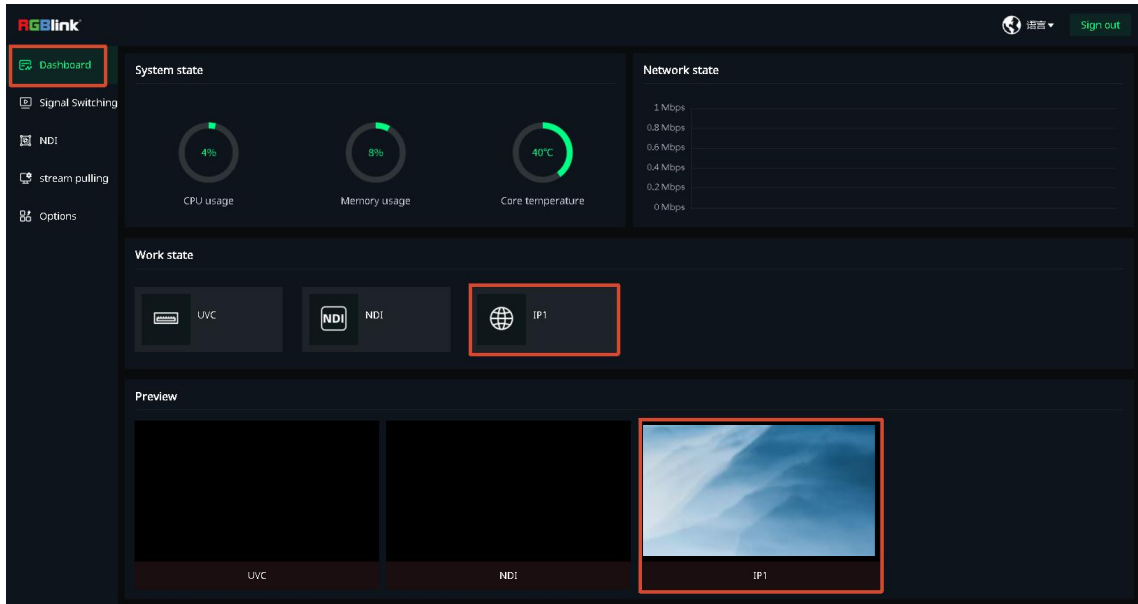 RGBlink
语言
Sign out
Dashboard
Signal Switching
NDI
stream pulling
Options
System state
4%
CPU usage
8%
Memory usage
40°C
Core temperature
Network state
1 Mbps
0.8 Mbps
0.6 Mbps
0.4 Mbps
0.2 Mbps
0 Mbps
Work state
UVC
NDI
NDI
IP1
Preview
UVC
NDI
IP1